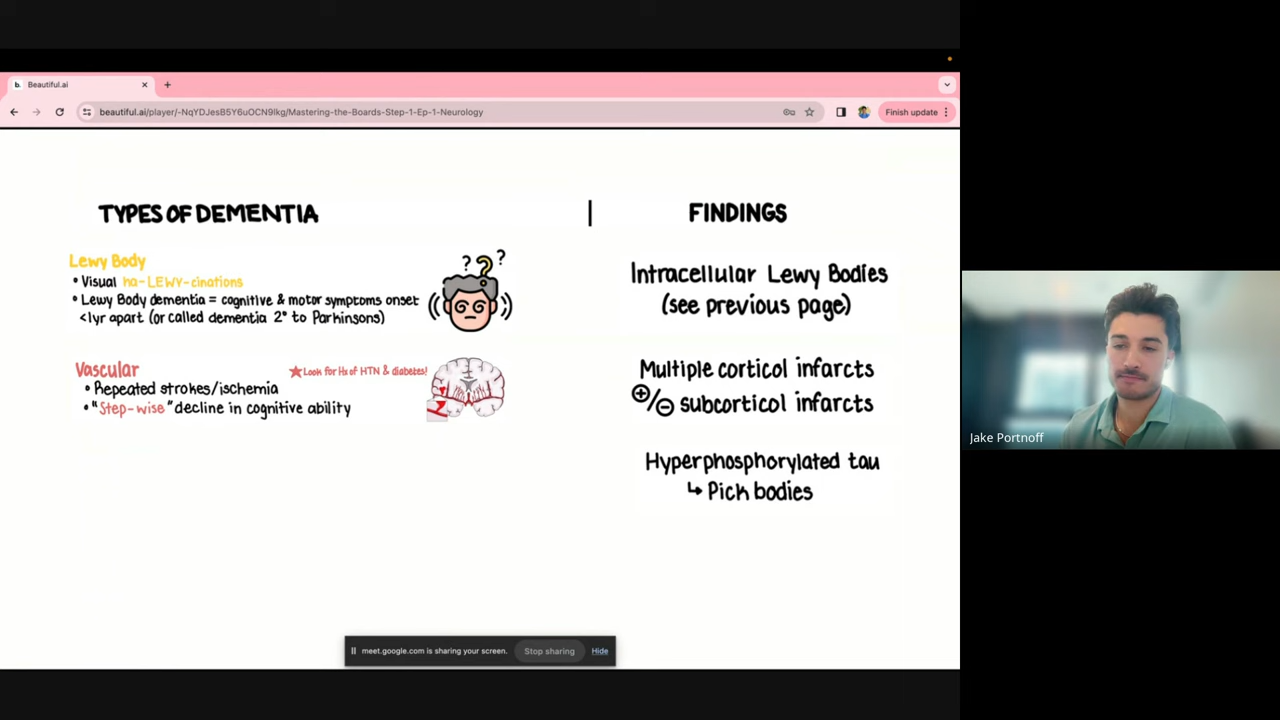 b. Beautiful.ai
beautiful.ai/player/-NqYDJesB5Y6uOCN9lkg/Mastering-the-Boards-Step-1-Ep-1-Neurology
Finish update
TYPES OF DEMENTIA | FINDINGS
Lewy Body
• Visual ha-LEWY-cinations
• Lewy Body dementia = cognitive & motor symptoms onset
<1yr apart (or called dementia 2° to Parkinsons)
? ? ?
Intracellular Lewy Bodies
(see previous page)
Vascular
★Look for Hx of HTN & diabetes!
• Repeated strokes/ischemia
• "Step-wise" decline in cognitive ability
Multiple corticol infarcts
⊕/⊖ subcorticol infarcts
Hyperphosphorylated tau
↳ Pick bodies
meet.google.com is sharing your screen. Stop sharing Hide
Jake Portnoff